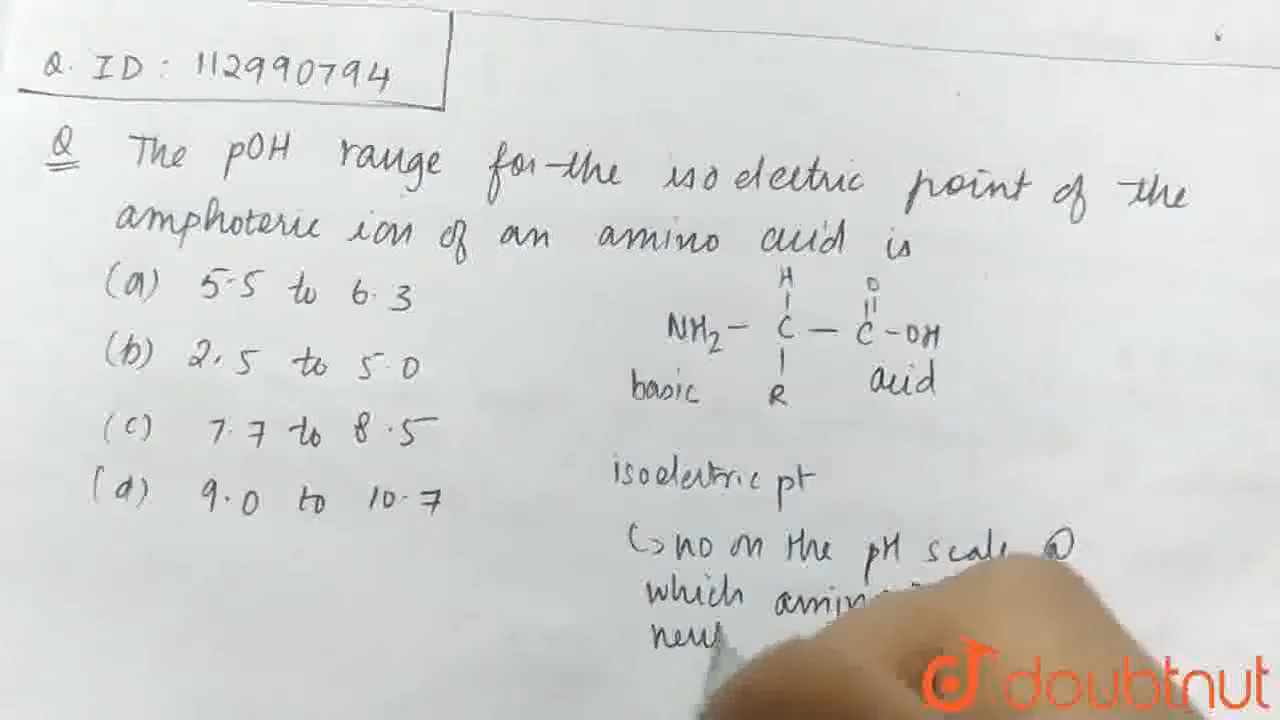 Q. ID : 112990794
Q The pOH range for the isoelectric point of the
amphoteric ion of an amino acid is
(a) 5.5 to 6.3
(b) 2.5 to 5.0
(c) 7.7 to 8.5
(d) 9.0 to 10.7
H O
NH2 - C - C - OH
basic R acid
isoelectric pt
↳ no on the pH scale @
which amin
neut
doubtnut